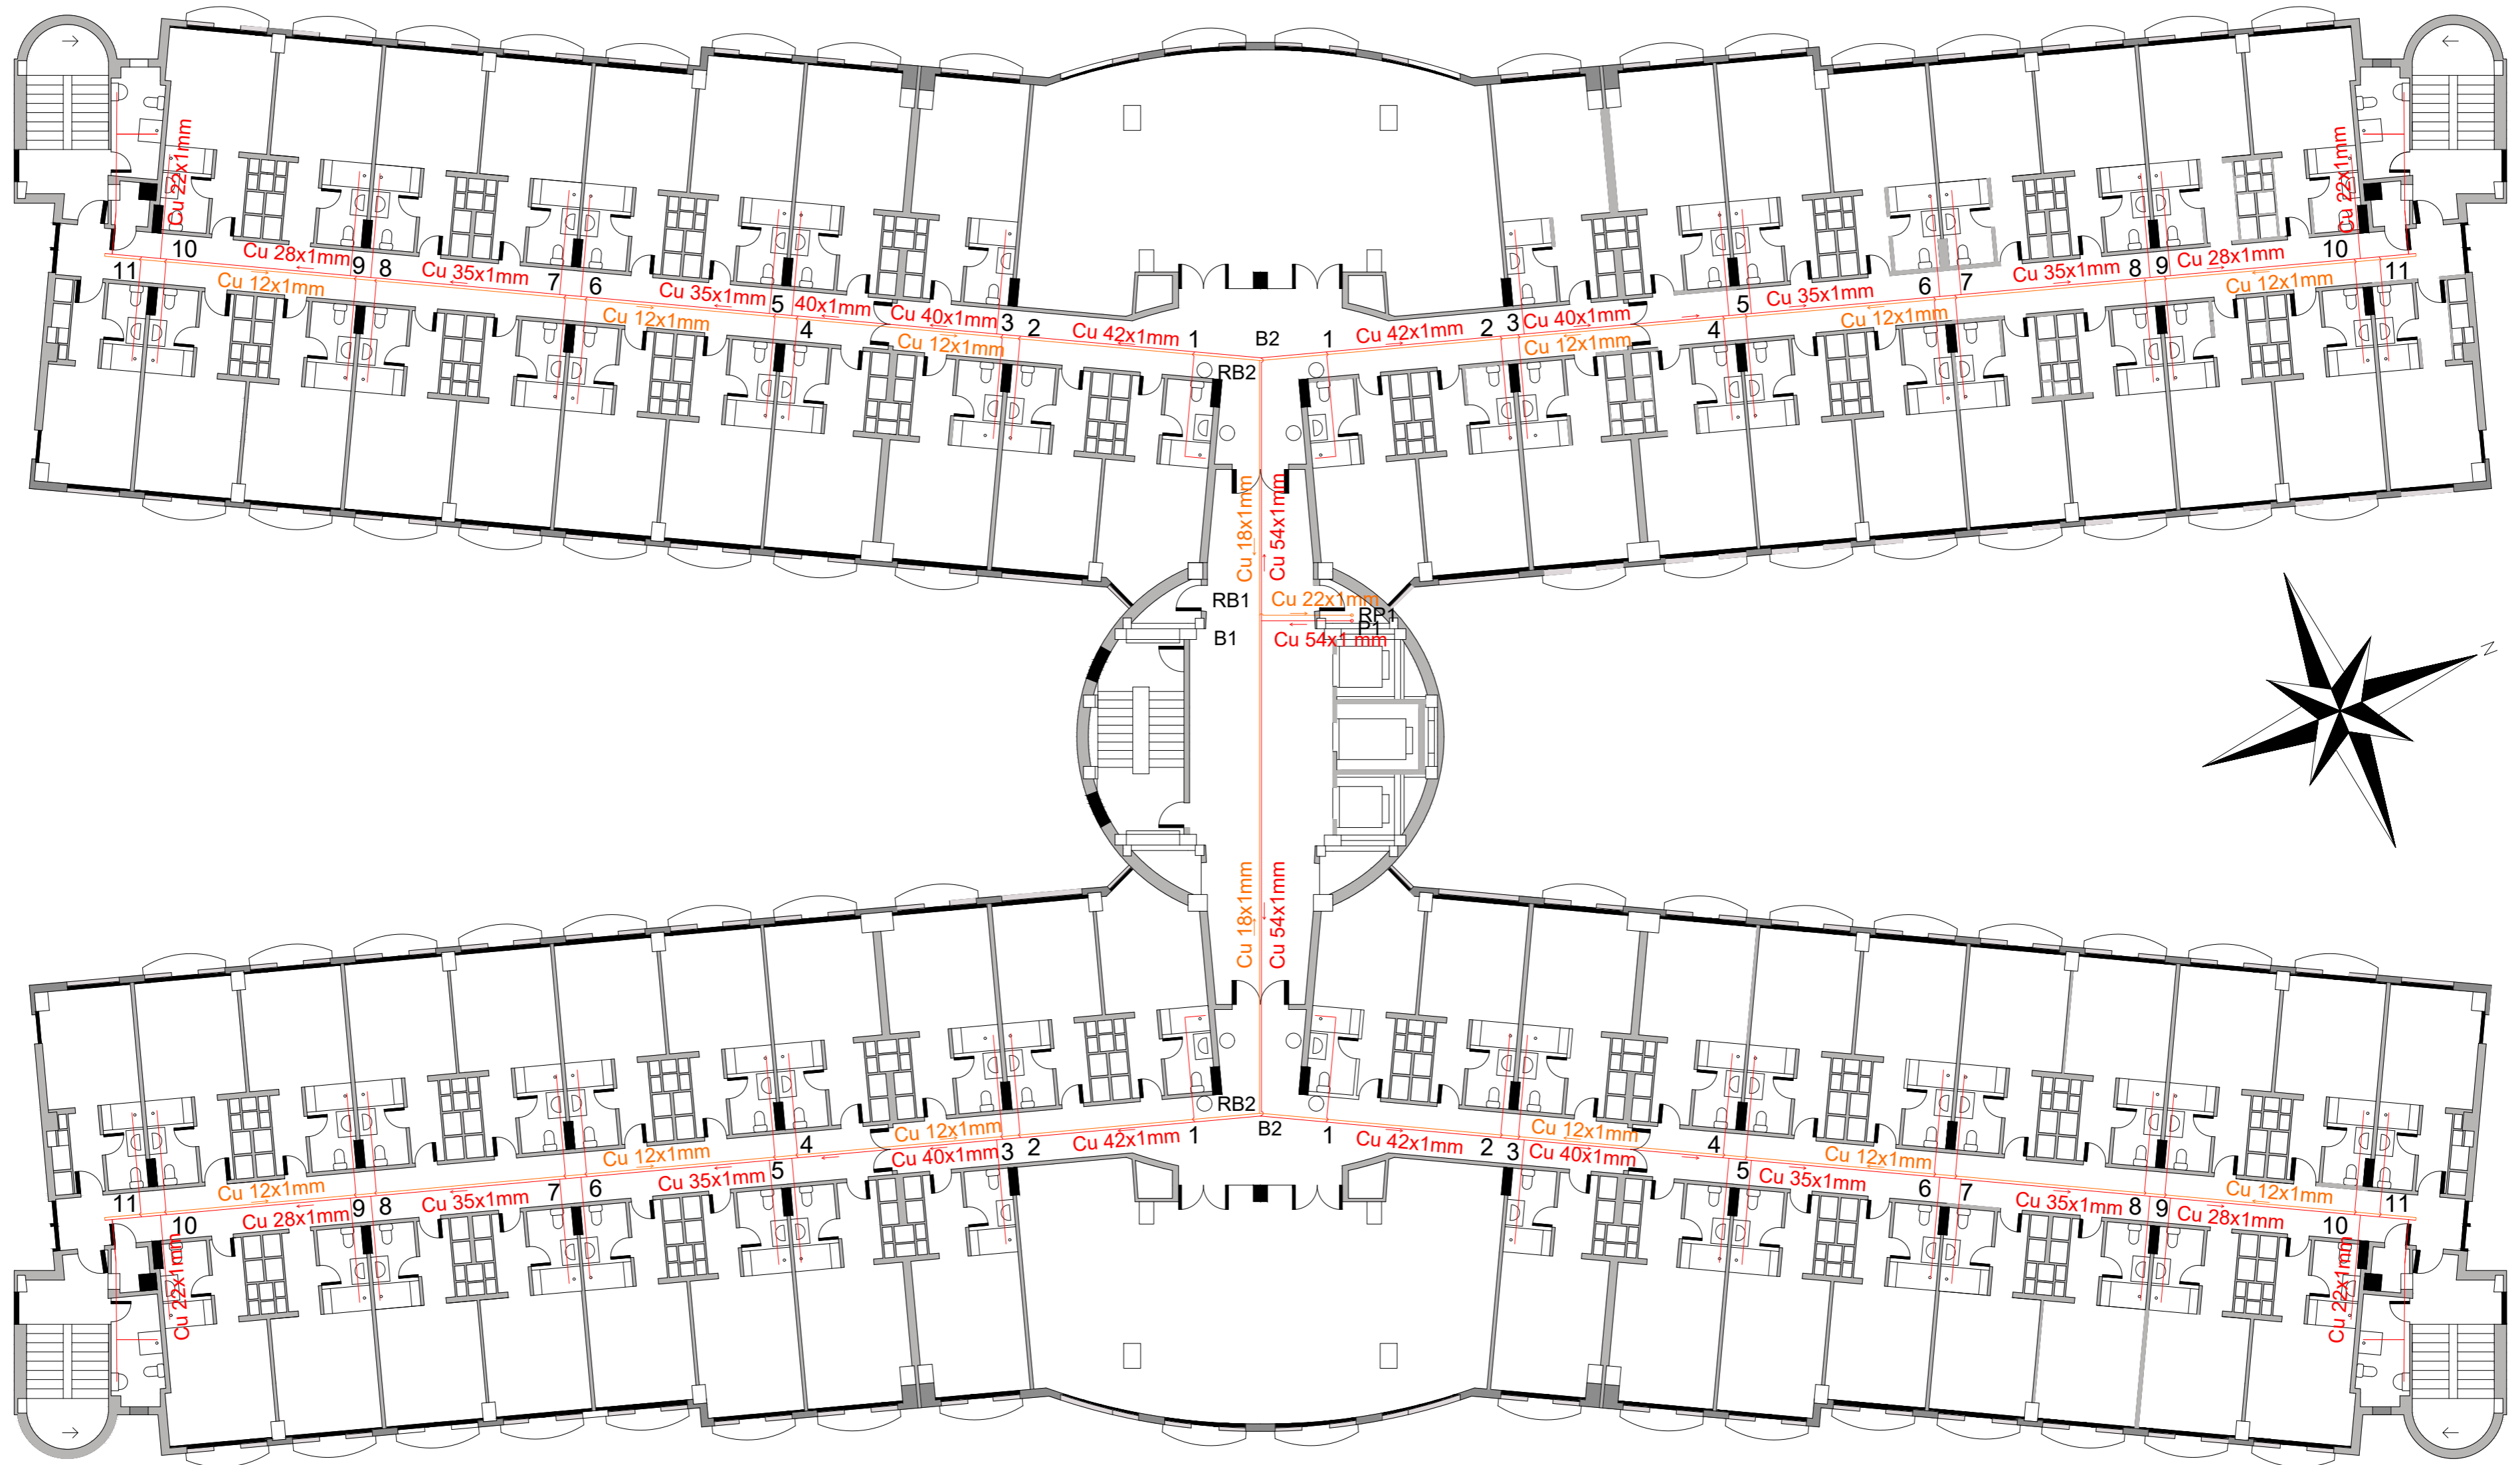 Cu 22x1mm
Cu 22x1mm
10
Cu 28x1mm
9
8
11
Cu 12x1mm
Cu 35x1mm
7
6
Cu 35x1mm
5
40x1mm
Cu 40x1mm
3
2
Cu 42x1mm
1
B2
1
Cu 42x1mm
2
3
Cu 40x1mm
4
5
Cu 35x1mm
6
7
Cu 35x1mm
8
9
Cu 28x1mm
10
11
Cu 12x1mm
4
Cu 12x1mm
Cu 12x1mm
Cu 12x1mm
Cu 12x1mm
RB2
Cu 18x1mm
Cu 54x1mm
RB1
Cu 22x1mm
RP1
P1
B1
Cu 54x1 mm
N
Cu 18x1mm
Cu 54x1mm
RB2
B2
1
1
Cu 42x1mm
Cu 12x1mm
2
3
Cu 40x1mm
4
Cu 12x1mm
5
Cu 35x1mm
6
7
Cu 35x1mm
8
9
Cu 28x1mm
10
11
Cu 12x1mm
Cu 42x1mm
2
3
Cu 12x1mm
Cu 40x1mm
4
Cu 12x1mm
5
Cu 35x1mm
6
7
Cu 35x1mm
8
9
Cu 12x1mm
Cu 28x1mm
10
11
Cu 22x1mm
Cu 22x1mm